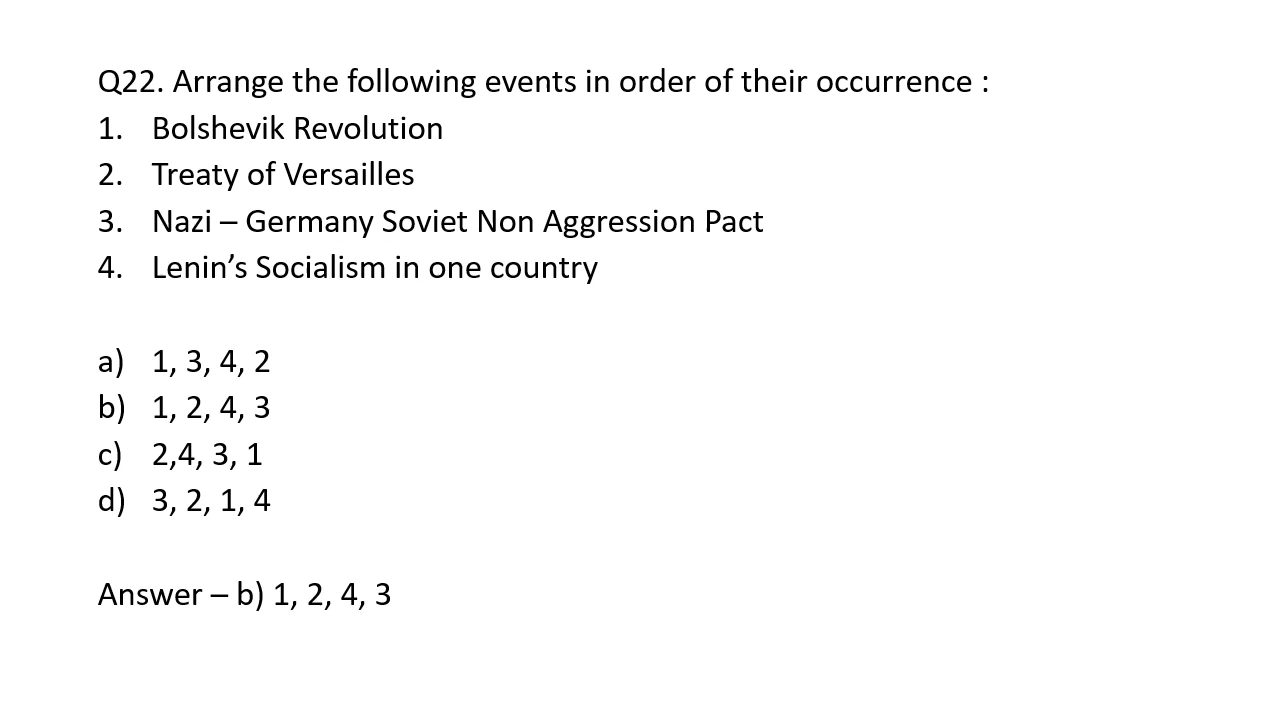 Q22. Arrange the following events in order of their occurrence :
1. Bolshevik Revolution
2. Treaty of Versailles
3. Nazi – Germany Soviet Non Aggression Pact
4. Lenin’s Socialism in one country
a) 1, 3, 4, 2
b) 1, 2, 4, 3
c) 2,4, 3, 1
d) 3, 2, 1, 4
Answer – b) 1, 2, 4, 3